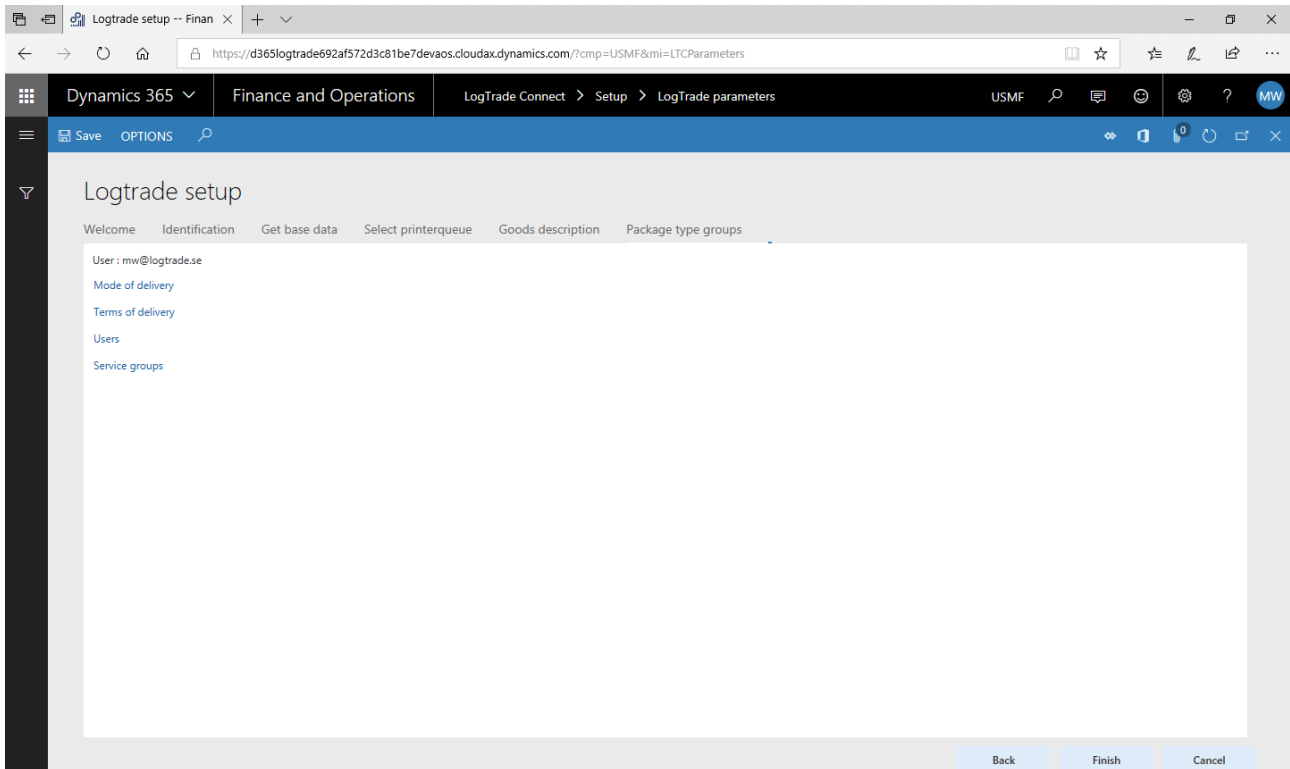 Logtrade setup -- Finan
https://d365logtrade692af572d3c81be7devaos.cloudax.dynamics.com/?cmp=USMF&mi=LTCParameters
Dynamics 365 Finance and Operations LogTrade Connect > Setup > LogTrade parameters USMF ? MW
Save OPTIONS 0
Logtrade setup
Welcome Identification Get base data Select printerqueue Goods description Package type groups
User : mw@logtrade.se
Mode of delivery
Terms of delivery
Users
Service groups
Back Finish Cancel